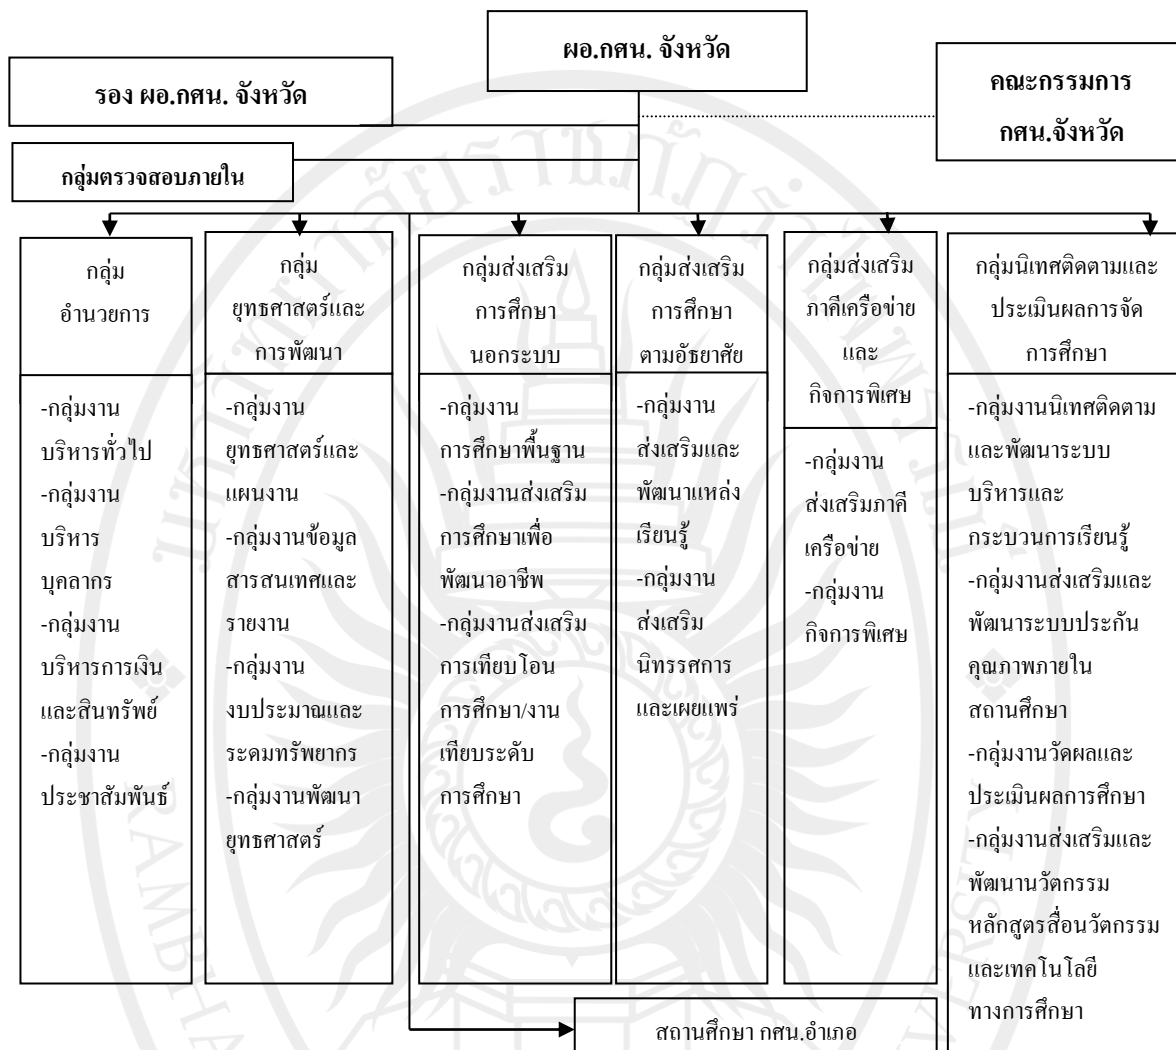 ผอ.กศน. จังหวัด
รอง ผอ.กศน. จังหวัด
คณะกรรมการ
กศน.จังหวัด
กลุ่มตรวจสอบภายใน
กลุ่ม
อำนวยการ
-กลุ่มงาน
บริหารทั่วไป
-กลุ่มงาน
บริหาร
บุคลากร
-กลุ่มงาน
บริหารการเงิน
และสินทรัพย์
-กลุ่มงาน
ประชาสัมพันธ์
กลุ่ม
ยุทธศาสตร์และ
การพัฒนา
-กลุ่มงาน
ยุทธศาสตร์และ
แผนงาน
-กลุ่มงานข้อมูล
สารสนเทศและ
รายงาน
-กลุ่มงาน
งบประมาณและ
ระดมทรัพยากร
-กลุ่มงานพัฒนา
ยุทธศาสตร์
กลุ่มส่งเสริม
การศึกษา
นอกระบบ
-กลุ่มงาน
การศึกษาพื้นฐาน
-กลุ่มงานส่งเสริม
การศึกษาเพื่อ
พัฒนาอาชีพ
-กลุ่มงานส่งเสริม
การเทียบโอน
การศึกษา/งาน
เทียบระดับ
การศึกษา
กลุ่มส่งเสริม
การศึกษา
ตามอัธยาศัย
-กลุ่มงาน
ส่งเสริมและ
พัฒนาแหล่ง
เรียนรู้
-กลุ่มงาน
ส่งเสริม
นิทรรศการ
และเผยแพร่
กลุ่มส่งเสริม
ภาคีเครือข่าย
และ
กิจการพิเศษ
-กลุ่มงาน
ส่งเสริมภาคี
เครือข่าย
-กลุ่มงาน
กิจการพิเศษ
กลุ่มนิเทศติดตามและ
ประเมินผลการจัด
การศึกษา
-กลุ่มงานนิเทศติดตาม
และพัฒนาระบบ
บริหารและ
กระบวนการเรียนรู้
-กลุ่มงานส่งเสริมและ
พัฒนาระบบประกัน
คุณภาพภายใน
สถานศึกษา
-กลุ่มงานวัดผลและ
ประเมินผลการศึกษา
-กลุ่มงานส่งเสริมและ
พัฒนานวัตกรรม
หลักสูตรสื่อนวัตกรรม
และเทคโนโลยี
ทางการศึกษา
สถานศึกษา กศน.อำเภอ